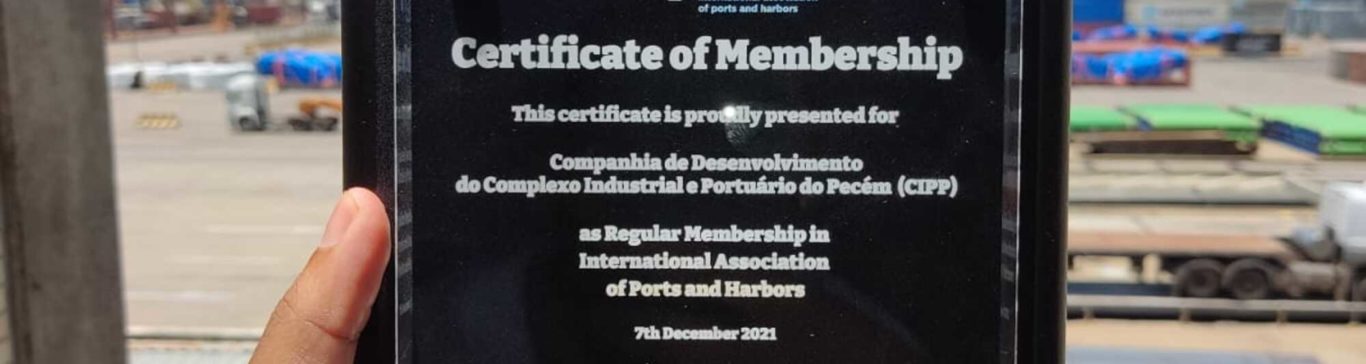 of ports and harbors
Certificate of Membership
This certificate is proudly presented for
Companhia de Desenvolvimento
do Complexo Industrial e Portuário do Pecém (CIPP)
as Regular Membership in
International Association
of Ports and Harbors
7th December 2021